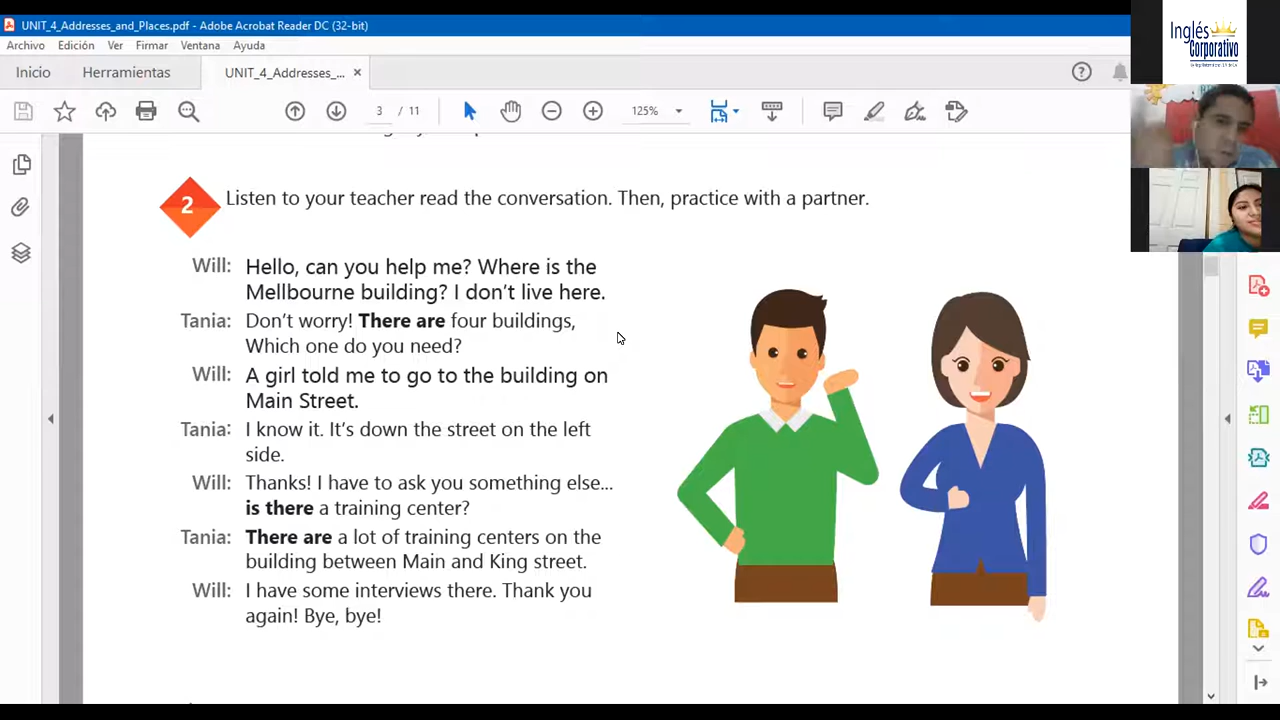 UNIT_4_Addresses_and_Places.pdf - Adobe Acrobat Reader DC (32-bit)
Archivo Edición Ver Firmar Ventana Ayuda
Inicio Herramientas UNIT_4_Addresses_... ×
3 / 11 125%
2 Listen to your teacher read the conversation. Then, practice with a partner.
Will: Hello, can you help me? Where is the
Mellbourne building? I don't live here.
Tania: Don't worry! There are four buildings,
Which one do you need?
Will: A girl told me to go to the building on
Main Street.
Tania: I know it. It's down the street on the left
side.
Will: Thanks! I have to ask you something else...
is there a training center?
Tania: There are a lot of training centers on the
building between Main and King street.
Will: I have some interviews there. Thank you
again! Bye, bye!
Inglés
Corporativo